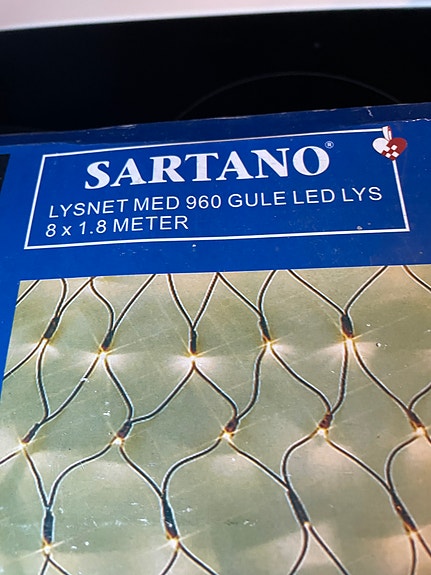 SARTANO®
LYSNET MED 960 GULE LED LYS
8 x 1.8 METER